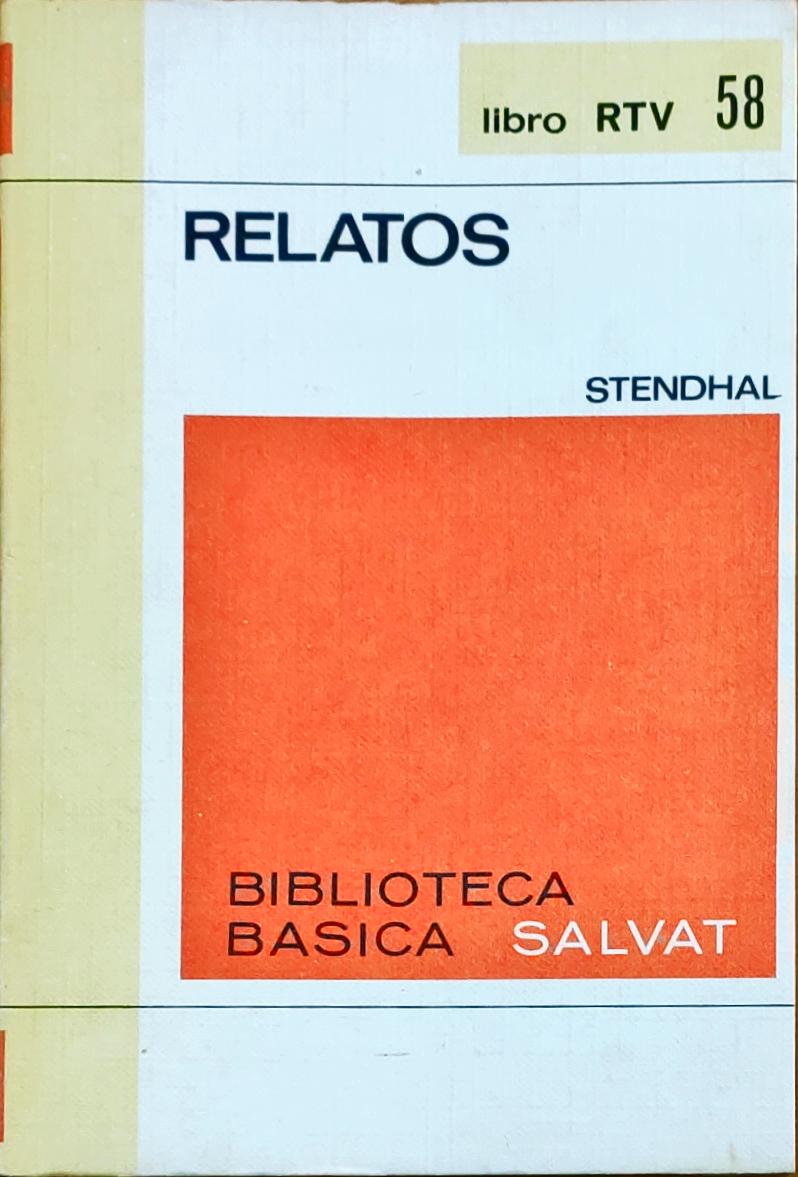 libro RTV 58
RELATOS
STENDHAL
BIBLIOTECA
BASICA SALVAT